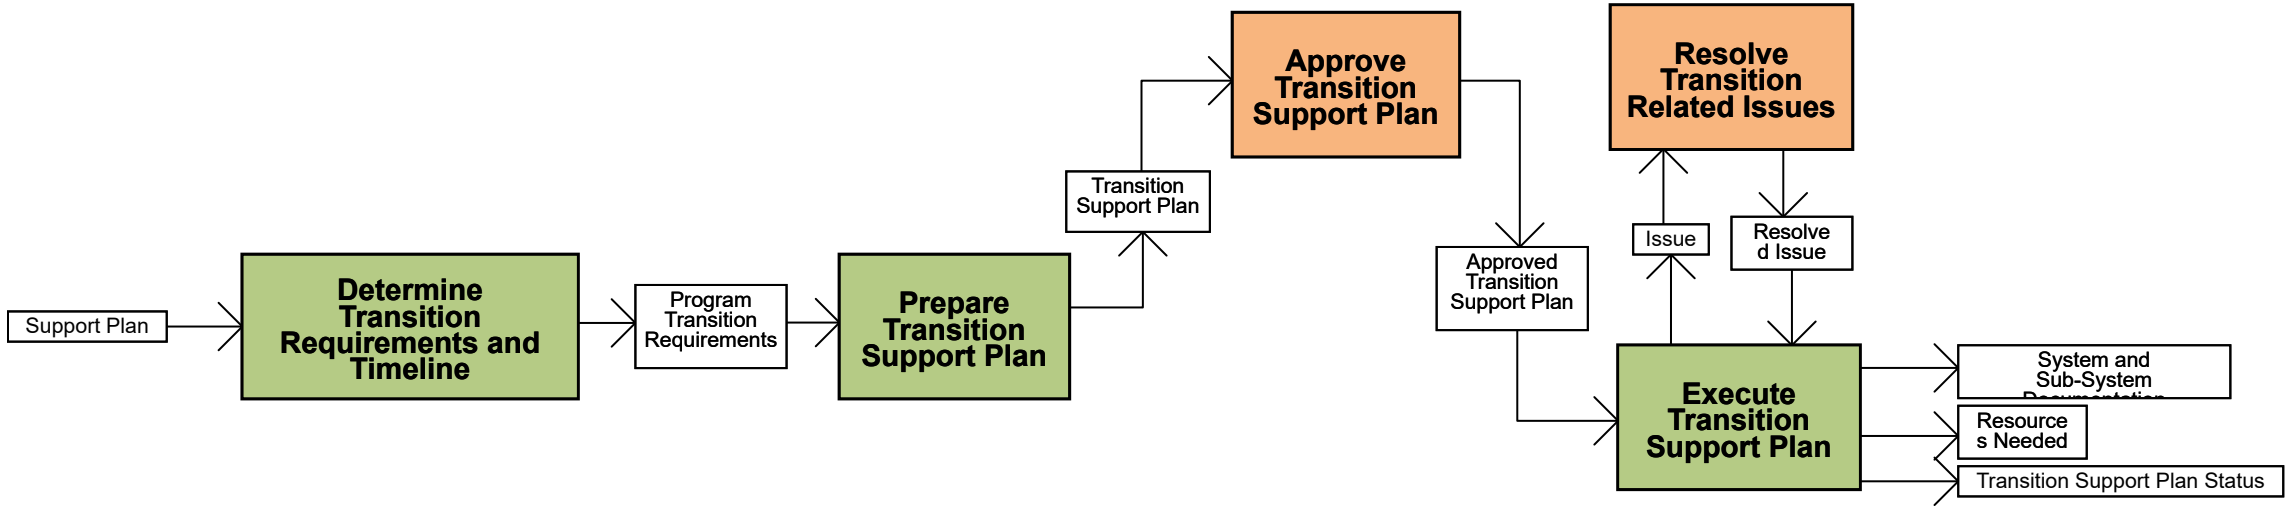 Support Plan
Determine
Transition
Requirements and
Timeline
Program
Transition
Requirements
Prepare
Transition
Support Plan
Transition
Support Plan
Approve
Transition
Support Plan
Approved
Transition
Support Plan
Resolve
Transition
Related Issues
Issue
Resolve
d Issue
Execute
Transition
Support Plan
System and
Sub-System
Documentation
Resource
s Needed
Transition Support Plan Status